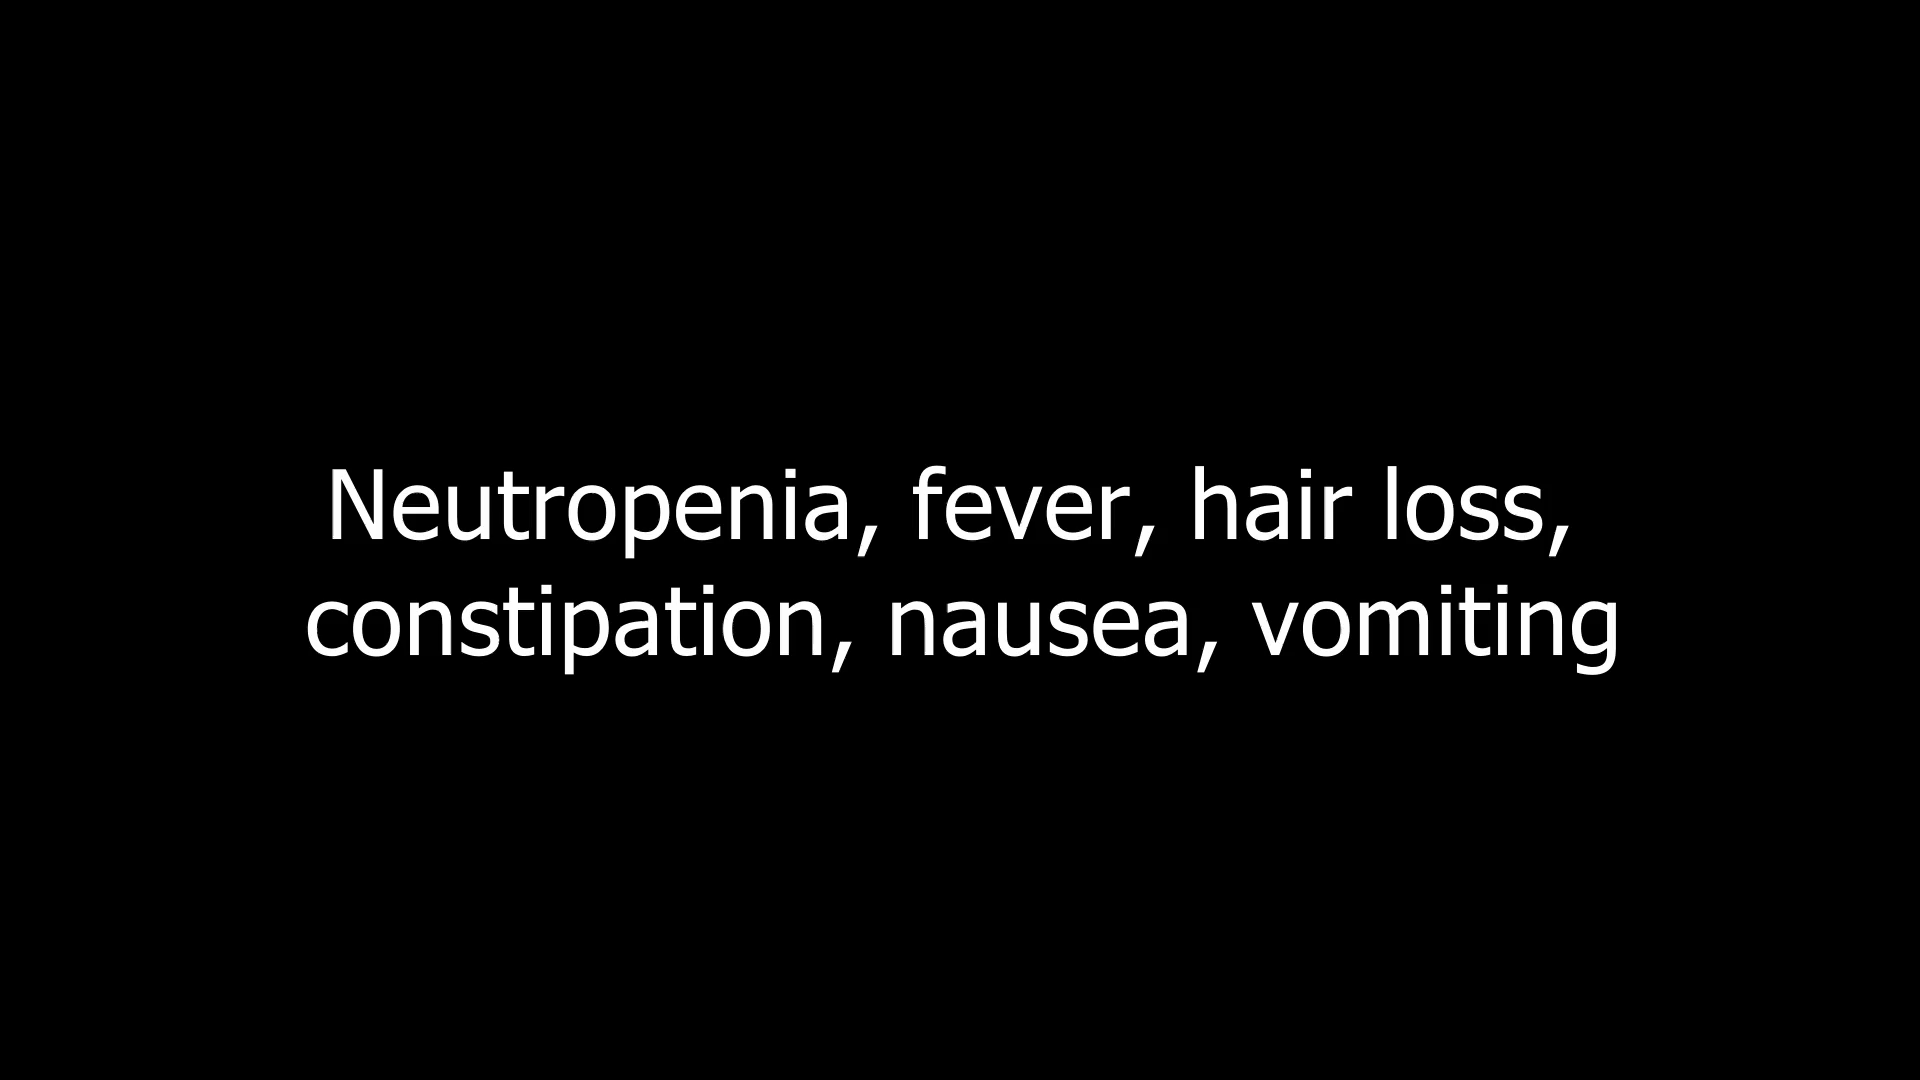 Neutropenia, fever, hair loss,
constipation, nausea, vomiting